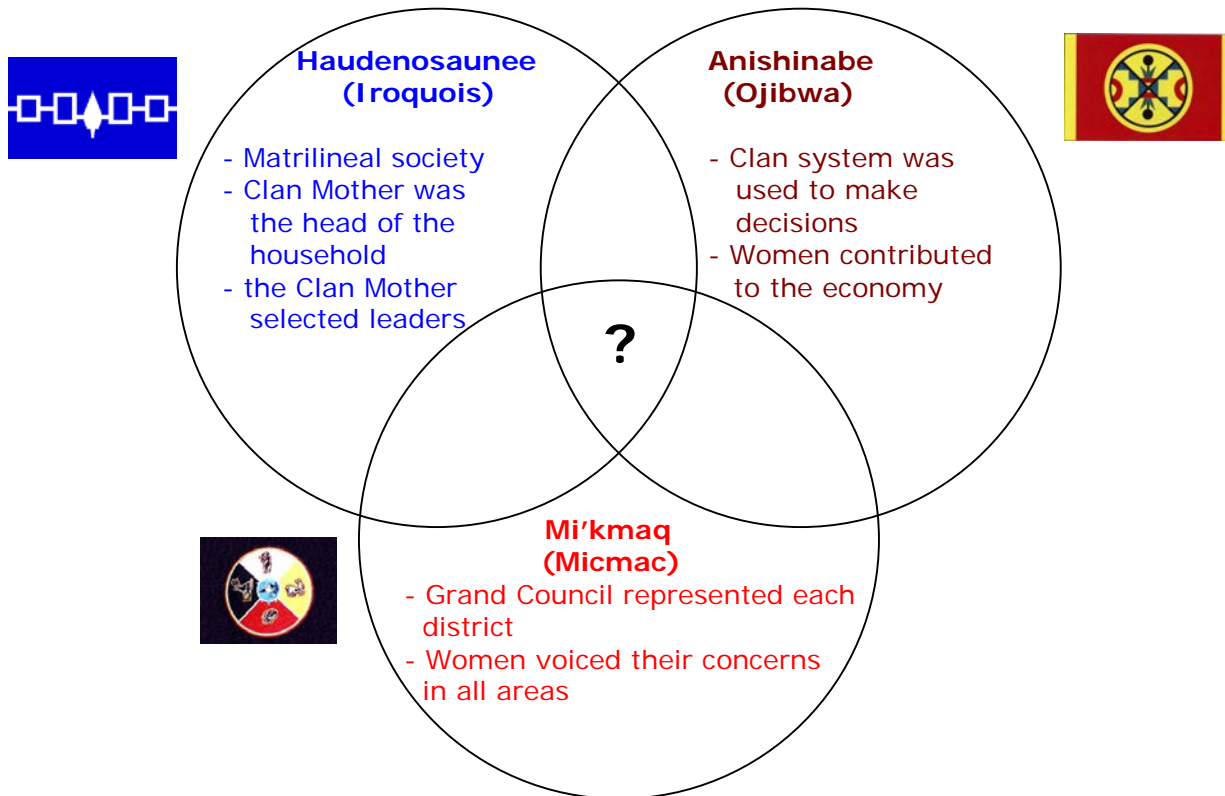 Haudenosaunee
(Iroquois)
- Matrilineal society
- Clan Mother was
the head of the
household
- the Clan Mother
selected leaders
Anishinabe
(Ojibwa)
- Clan system was
used to make
decisions
- Women contributed
to the economy
?
Mi’kmaq
(Micmac)
- Grand Council represented each
district
- Women voiced their concerns
in all areas